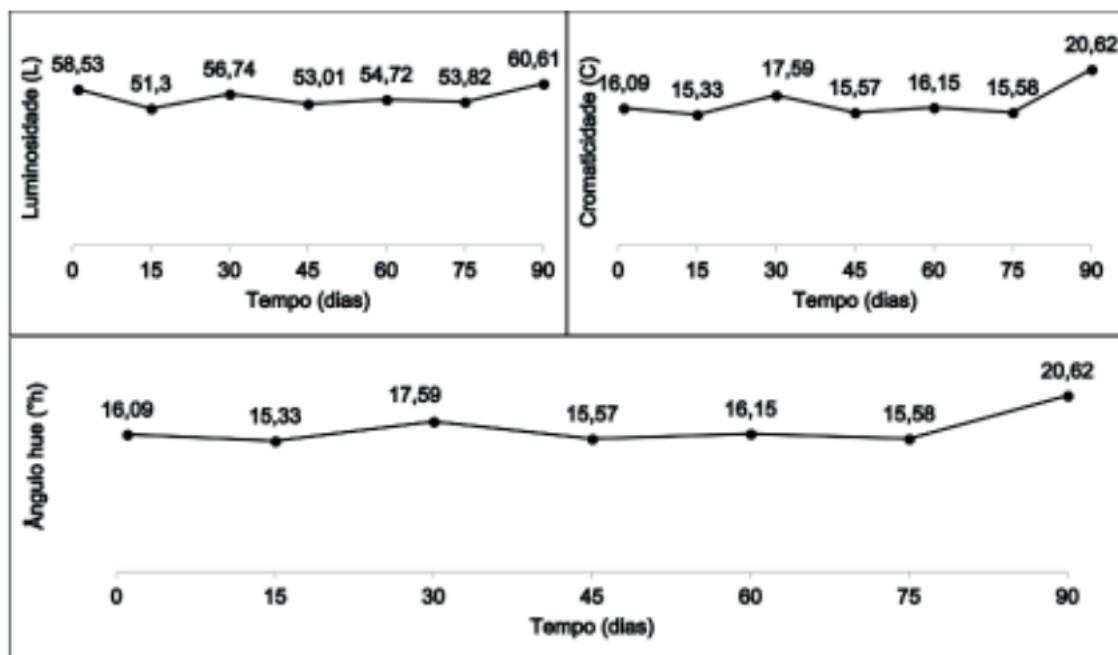 Luminosidade (L)
58,53
51,3
56,74
53,01
54,72
53,82
60,61
0 15 30 45 60 75 90
Tempo (dias)
Cromaticidade (C)
16,09
15,33
17,59
15,57
16,15
15,58
20,62
0 15 30 45 60 75 90
Tempo (dias)
Ângulo hue (°h)
16,09
15,33
17,59
15,57
16,15
15,58
20,62
0 15 30 45 60 75 90
Tempo (dias)